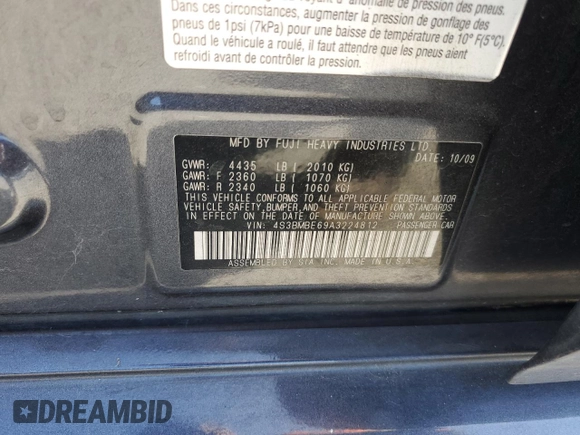 d'anomalie de pression des pneus.
Dans ces circonstances, augmenter la pression de gonflage des
pneus de 1psi (7kPa) pour une baisse de température de 10° F(5°C).
Quand le véhicule a roulé, il faut attendre que les pneus aient
refroidi avant de contrôler la pression.
MFD BY FUJI HEAVY INDUSTRIES LTD.
DATE: 10/09
GVWR: 4435 LB ( 2010 KG)
GAWR: F 2360 LB ( 1070 KG)
GAWR: R 2340 LB ( 1060 KG)
THIS VEHICLE CONFORMS TO ALL APPLICABLE FEDERAL MOTOR
VEHICLE SAFETY, BUMPER, AND THEFT PREVENTION STANDARDS
IN EFFECT ON THE DATE OF MANUFACTURE SHOWN ABOVE.
VIN: 4S3BMBE69A3224812 PASSENGER CAR
ASSEMBLED BY SIA INC. MADE IN U.S.A.
DREAMBID